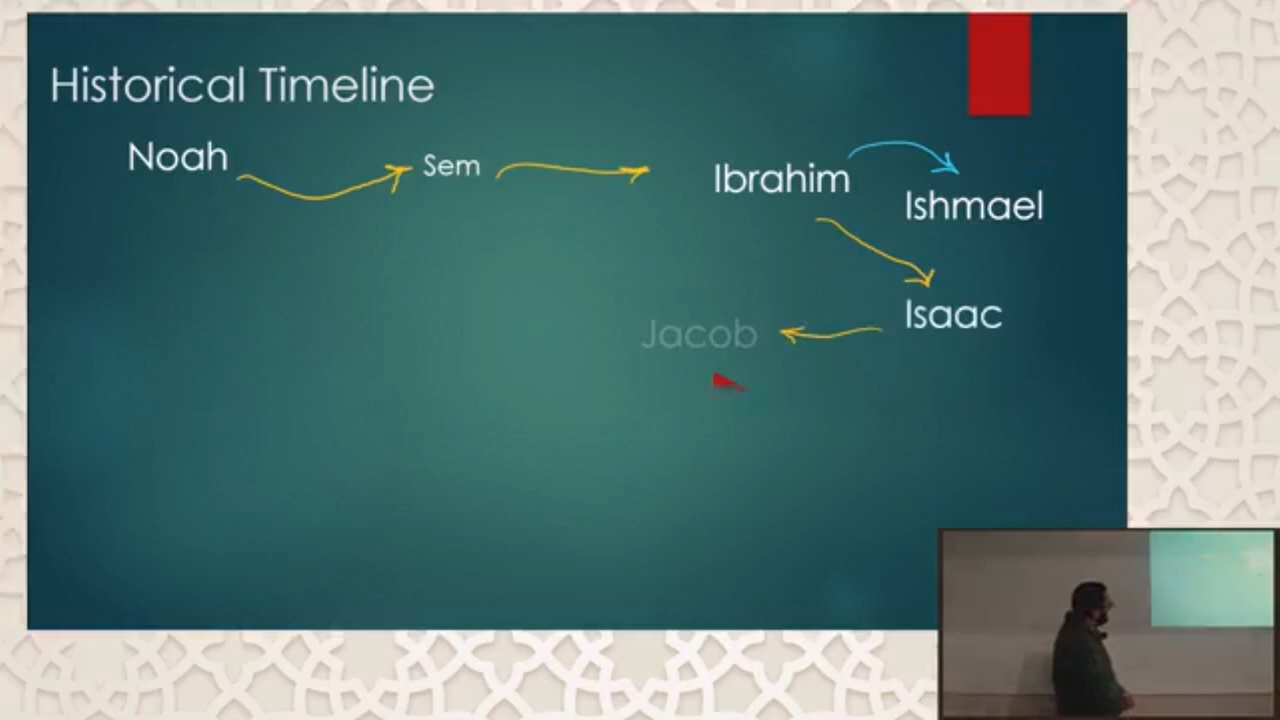 Historical Timeline
Noah
Sem
Ibrahim
Ishmael
Isaac
Jacob